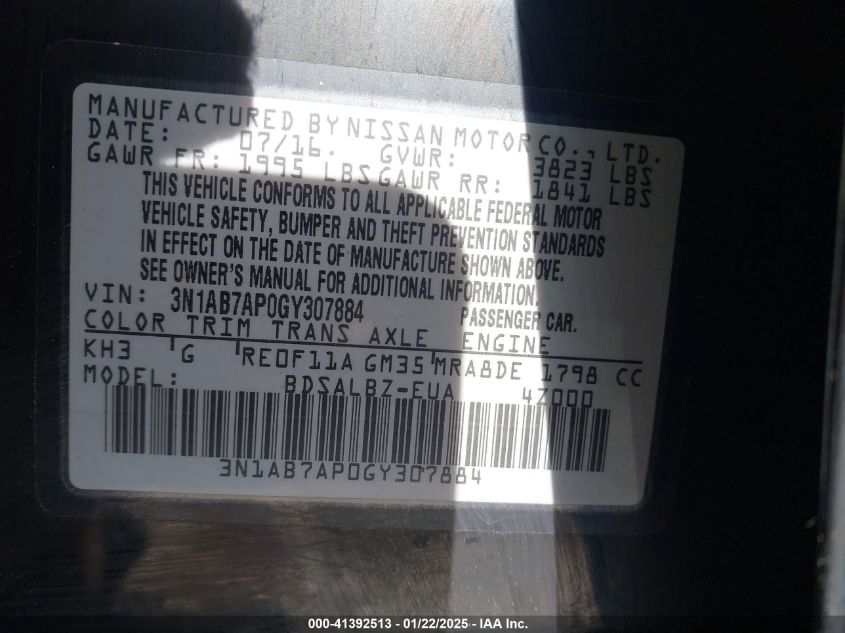 MANUFACTURED BY NISSAN MOTOR CO., LTD.
DATE: 07/16. GVWR: 3823 LBS
GAWR FR: 1995 LBS GAWR RR: 1841 LBS
THIS VEHICLE CONFORMS TO ALL APPLICABLE FEDERAL MOTOR
VEHICLE SAFETY, BUMPER AND THEFT PREVENTION STANDARDS
IN EFFECT ON THE DATE OF MANUFACTURE SHOWN ABOVE.
SEE OWNER'S MANUAL FOR ADDITIONAL INFORMATION.
VIN: 3N1AB7AP0GY307884 PASSENGER CAR.
COLOR TRIM TRANS AXLE ENGINE
KH3 G RE0F11A GM35 MRA8DE 1798 CC
MODEL: BDSALBZ-EUA 4Z000
3N1AB7AP0GY307884
000-41392513 - 01/22/2025 - IAA Inc.